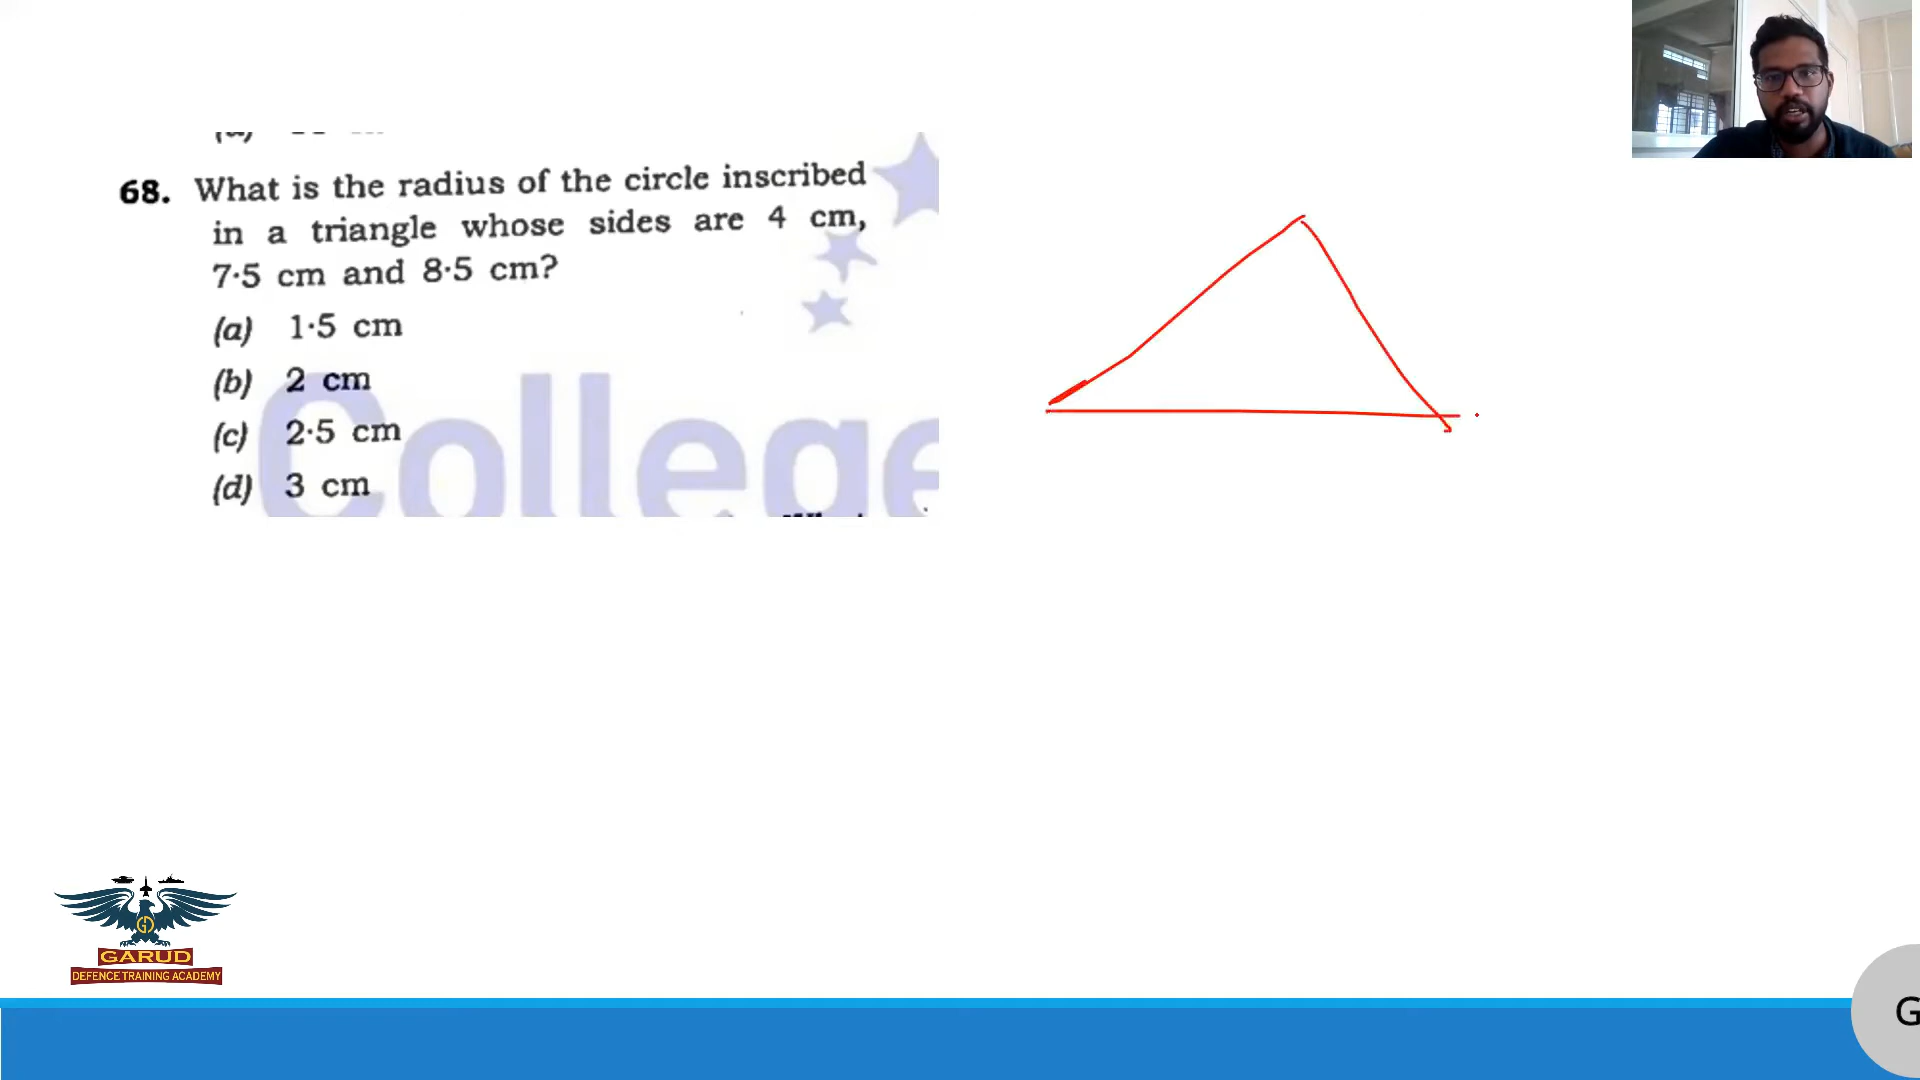 68. What is the radius of the circle inscribed
in a triangle whose sides are 4 cm,
7·5 cm and 8·5 cm?
(a) 1·5 cm
(b) 2 cm
(c) 2·5 cm
(d) 3 cm
College
GARUD
DEFENCE TRAINING ACADEMY
G